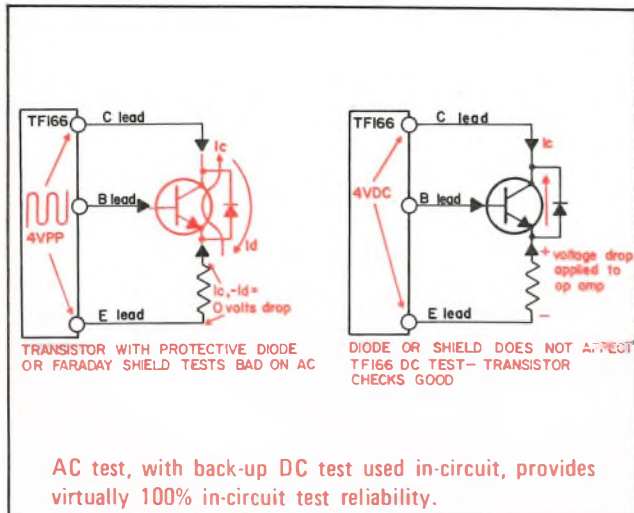 TF166
C lead
Ic
B lead
4VPP
Id
Ic,-Id=
0 volts drop
E lead
TRANSISTOR WITH PROTECTIVE DIODE
OR FARADAY SHIELD TESTS BAD ON AC
TF166
C lead
Ic
4VDC
B lead
+ voltage drop
applied to
op amp
–
E lead
DIODE OR SHIELD DOES NOT AFFECT
TF166 DC TEST– TRANSISTOR
CHECKS GOOD
AC test, with back-up DC test used in-circuit, provides
virtually 100% in-circuit test reliability.